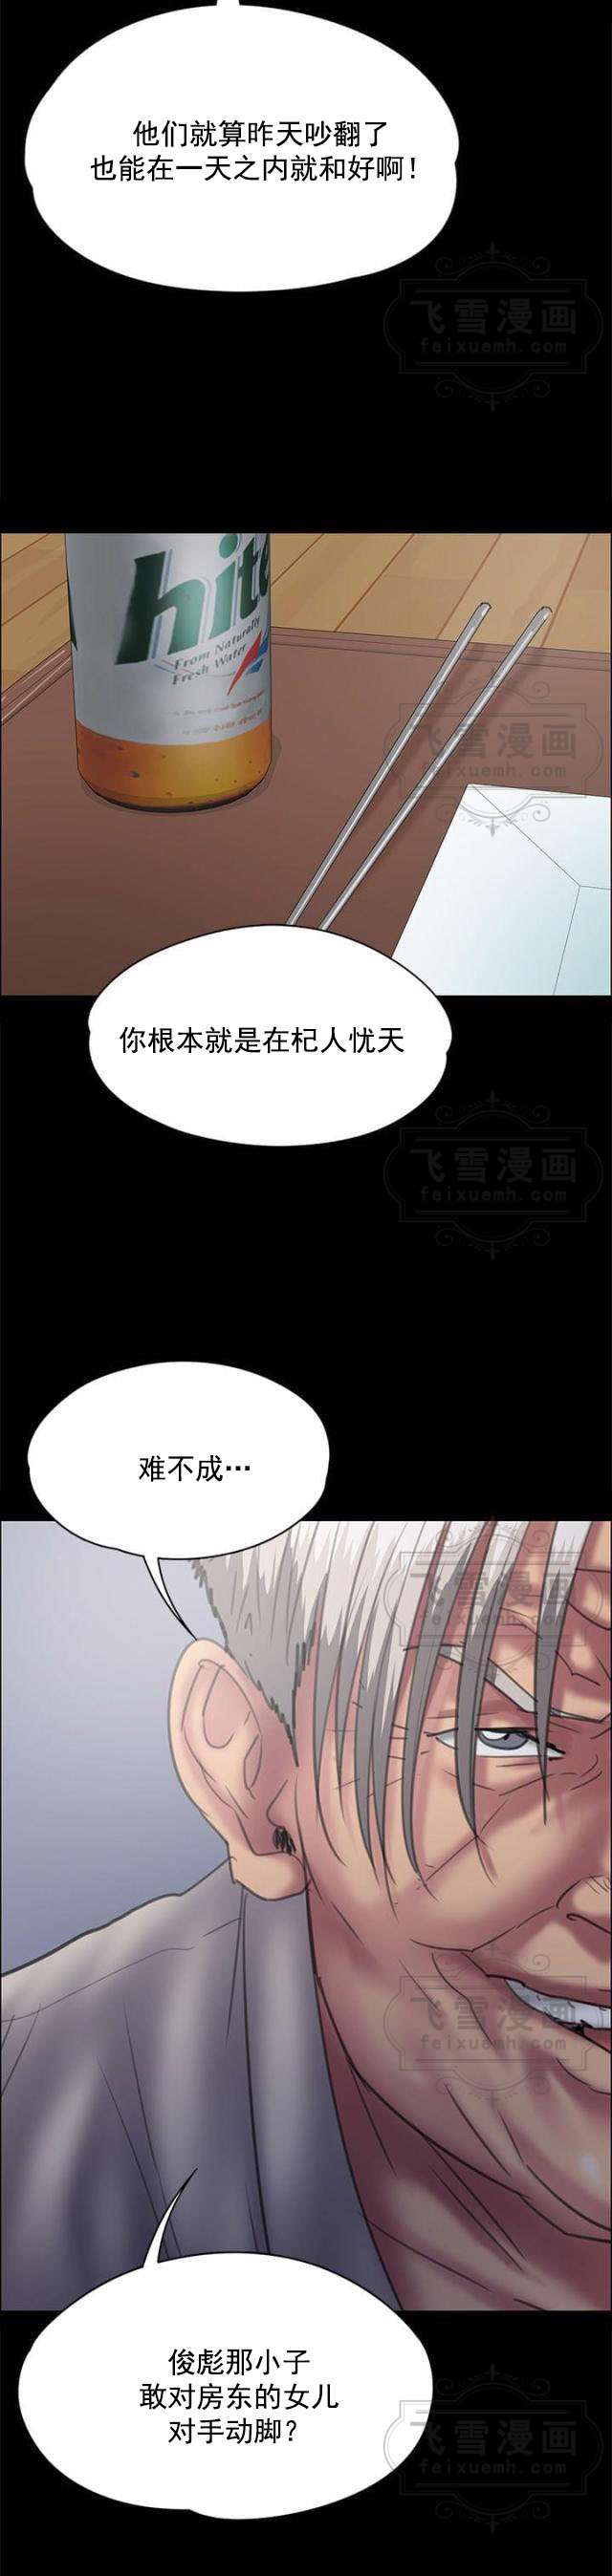 他们就算昨天吵翻了
也能在一天之内就和好啊！
飞雪漫画
feixuemh.com
hite
From Naturally
Fresh Water
飞雪漫画
feixuemh.com
你根本就是在杞人忧天
飞雪漫画
feixuemh.com
难不成…
飞雪漫画
feixuemh.com
飞雪漫画
feixuemh.com
俊彪那小子
敢对房东的女儿
对手动脚？
飞雪漫画
feixuemh.com